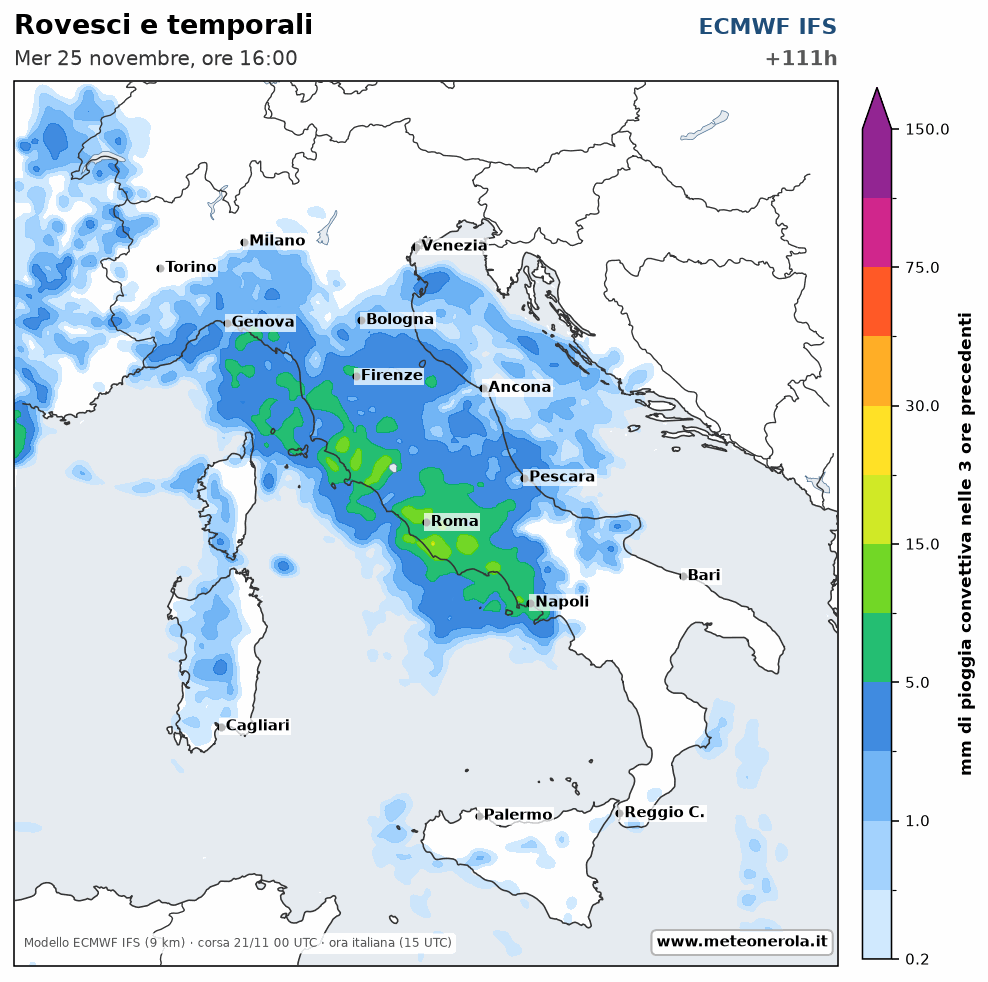 Rovesci e temporali
ECMWF IFS
Mer 25 novembre, ore 16:00
+111h
150.0
75.0
30.0
15.0
5.0
1.0
0.2
mm di pioggia convettiva nelle 3 ore precedenti
Milano
Venezia
Torino
Genova
Bologna
Firenze
Ancona
Pescara
Roma
Bari
Napoli
Cagliari
Palermo
Reggio C.
Modello ECMWF IFS (9 km) · corsa 21/11 00 UTC · ora italiana (15 UTC)
www.meteonerola.it